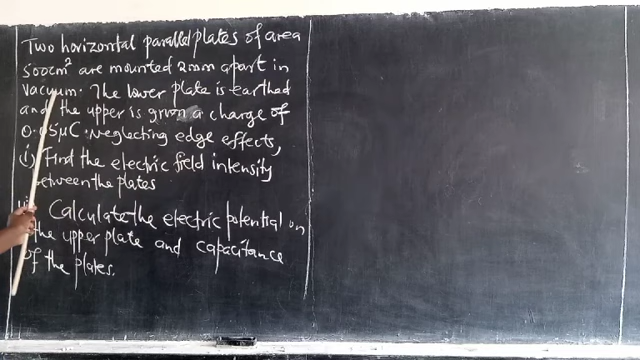 Two horizontal parallel plates of area
500cm² are mounted 2mm apart in
vacuum. The lower plate is earthed
and the upper is given a charge of
0.05μC. Neglecting edge effects,
(i) Find the electric field intensity
between the plates
Calculate the electric potential on
the upper plate and capacitance
of the plates.